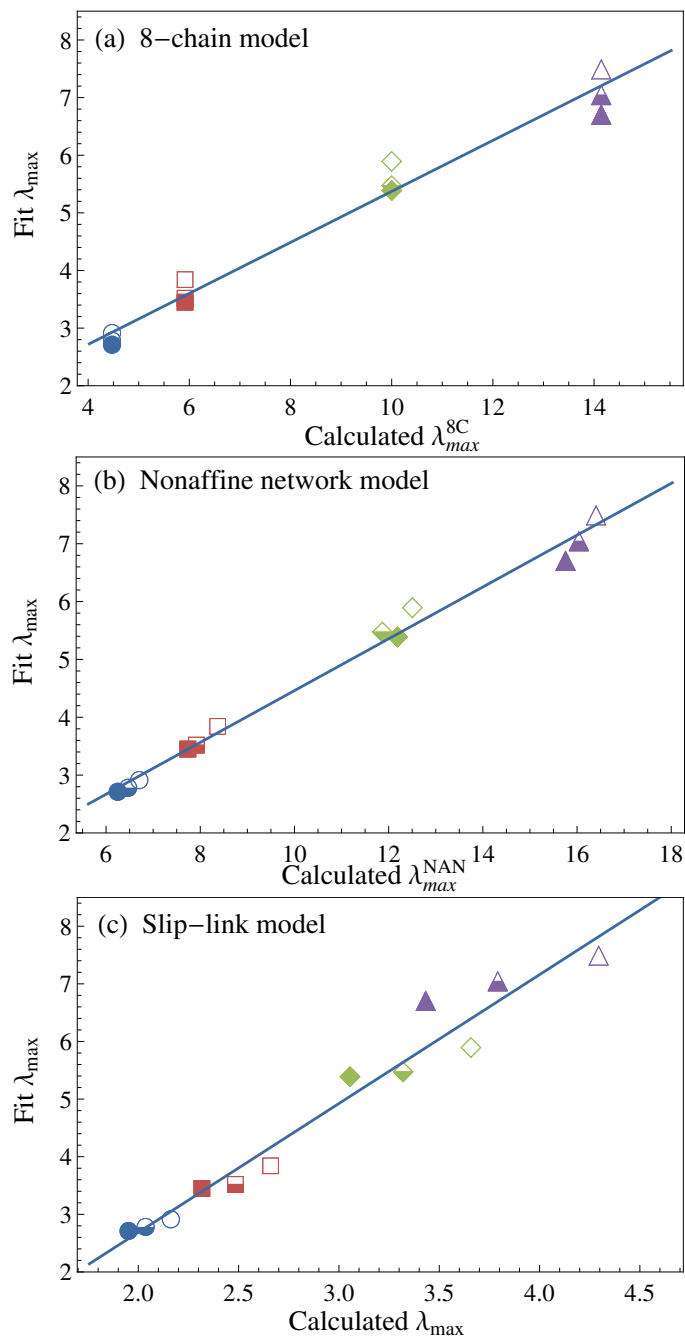 (a) 8−chain model
8
7
6
5
4
3
2
Fit λmax
4 6 8 10 12 14
Calculated λ8Cmax
(b) Nonaffine network model
8
7
6
5
4
3
2
Fit λmax
6 8 10 12 14 16 18
Calculated λNANmax
(c) Slip−link model
8
7
6
5
4
3
2
Fit λmax
2.0 2.5 3.0 3.5 4.0 4.5
Calculated λmax